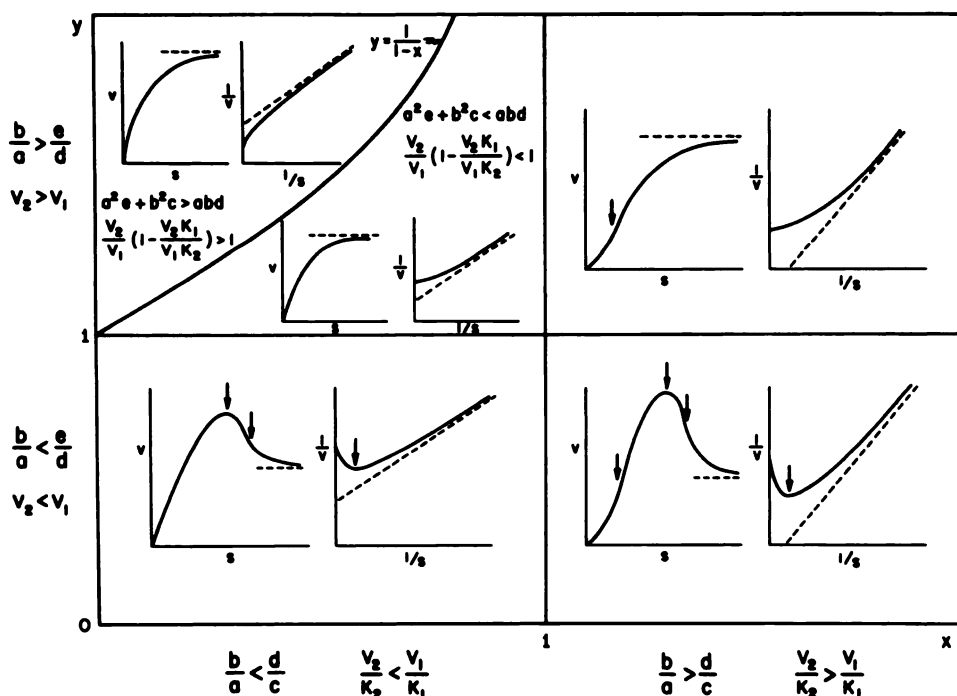 y
y = 1/(1-x)
v
s
1/v
1/s
a²e + b²c < abd
V₂/V₁ (1 - V₂K₁/V₁K₂) < 1
b/a > e/d
V₂ > V₁
a²e + b²c > abd
V₂/V₁ (1 - V₂K₁/V₁K₂) > 1
v
s
1/v
1/s
v
s
1/v
1/s
1
b/a < e/d
V₂ < V₁
v
s
1/v
1/s
v
s
1/v
1/s
0
1
x
b/a < d/c
V₂/K₂ < V₁/K₁
b/a > d/c
V₂/K₂ > V₁/K₁